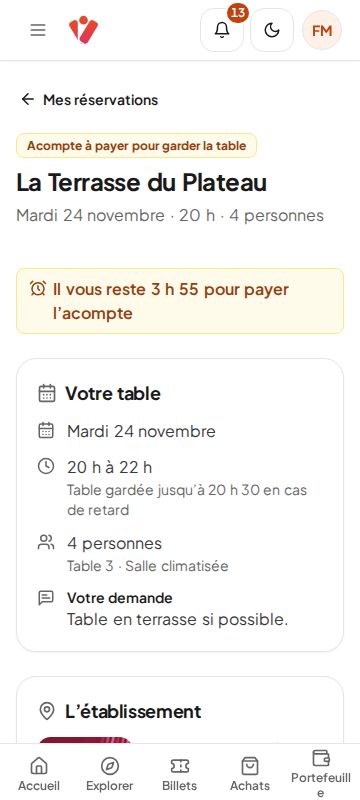 13
FM
Mes réservations
Acompte à payer pour garder la table
La Terrasse du Plateau
Mardi 24 novembre · 20 h · 4 personnes
Il vous reste 3 h 55 pour payer
l’acompte
Votre table
Mardi 24 novembre
20 h à 22 h
Table gardée jusqu’à 20 h 30 en cas
de retard
4 personnes
Table 3 · Salle climatisée
Votre demande
Table en terrasse si possible.
L’établissement
Accueil
Explorer
Billets
Achats
Portefeuill
e